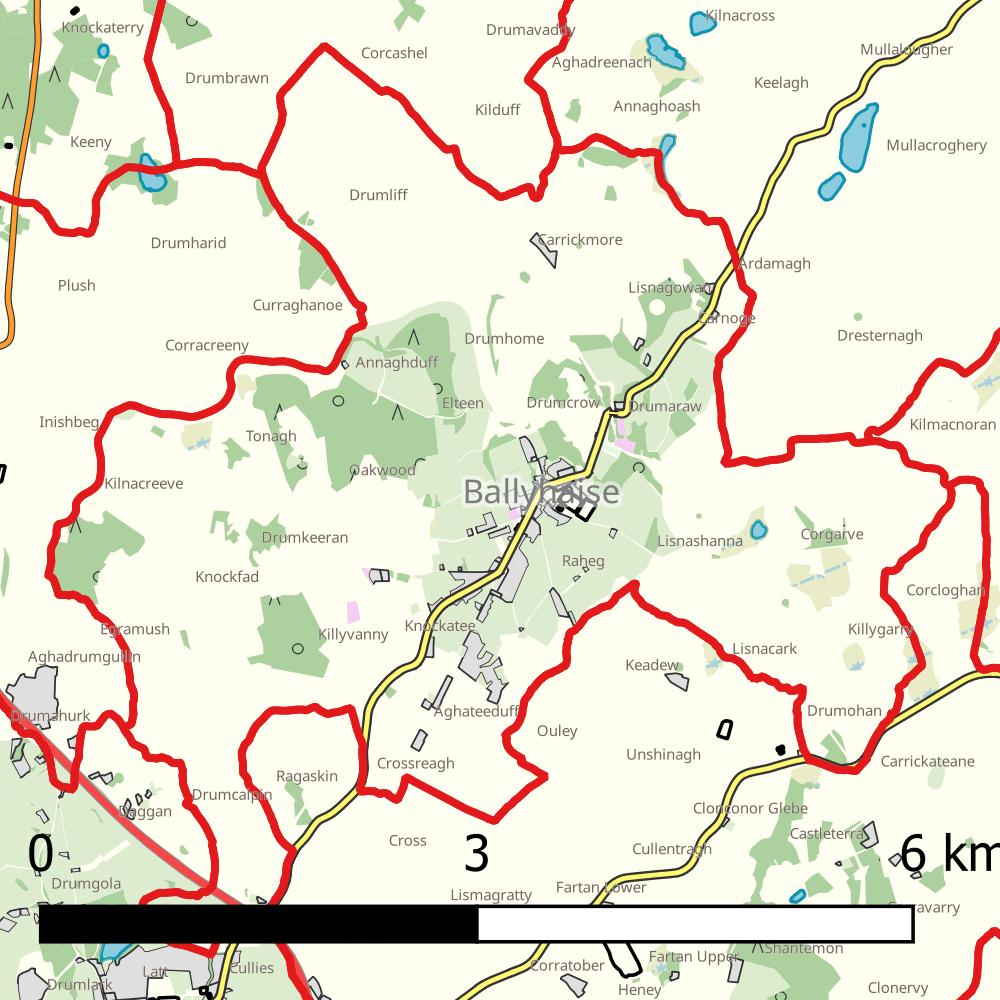 Kilnacross
Knockaterry
Drumavaddy
Mullalougher
Corcashel
Aghadreenach
Drumbrawn
Keelagh
Kilduff
Annaghoash
Keeny
Mullacroghery
Drumliff
Drumharid
Carrickmore
Ardamagh
Plush
Lisnagowan
Curraghanoe
Carnoge
Drumhome
Dresternagh
Corracreeny
Annaghduff
Elteen
Drumcrow
Drumaraw
Inishbeg
Kilmacnoran
Tonagh
Oakwood
Kilnacreeve
Ballyhaise
Drumkeeran
Lisnashanna
Corgarve
Raheg
Knockfad
Corcloghan
Egramush
Killyvanny
Knockatee
Killygarry
Lisnacark
Aghadrumgullin
Keadew
Drumahurk
Aghateeduff
Drumohan
Ouley
Unshinagh
Carrickateane
Crossreagh
Ragaskin
Drumcalpin
Daggan
Clonconor Glebe
Castleterra
Cross
Cullentragh
0 3 6 km
Drumgola
Fartan Lower
Lismagratty
Shantemon
Fartan Upper
Corratober
Latt
Cullies
Drumlark
Heney
Clonervy